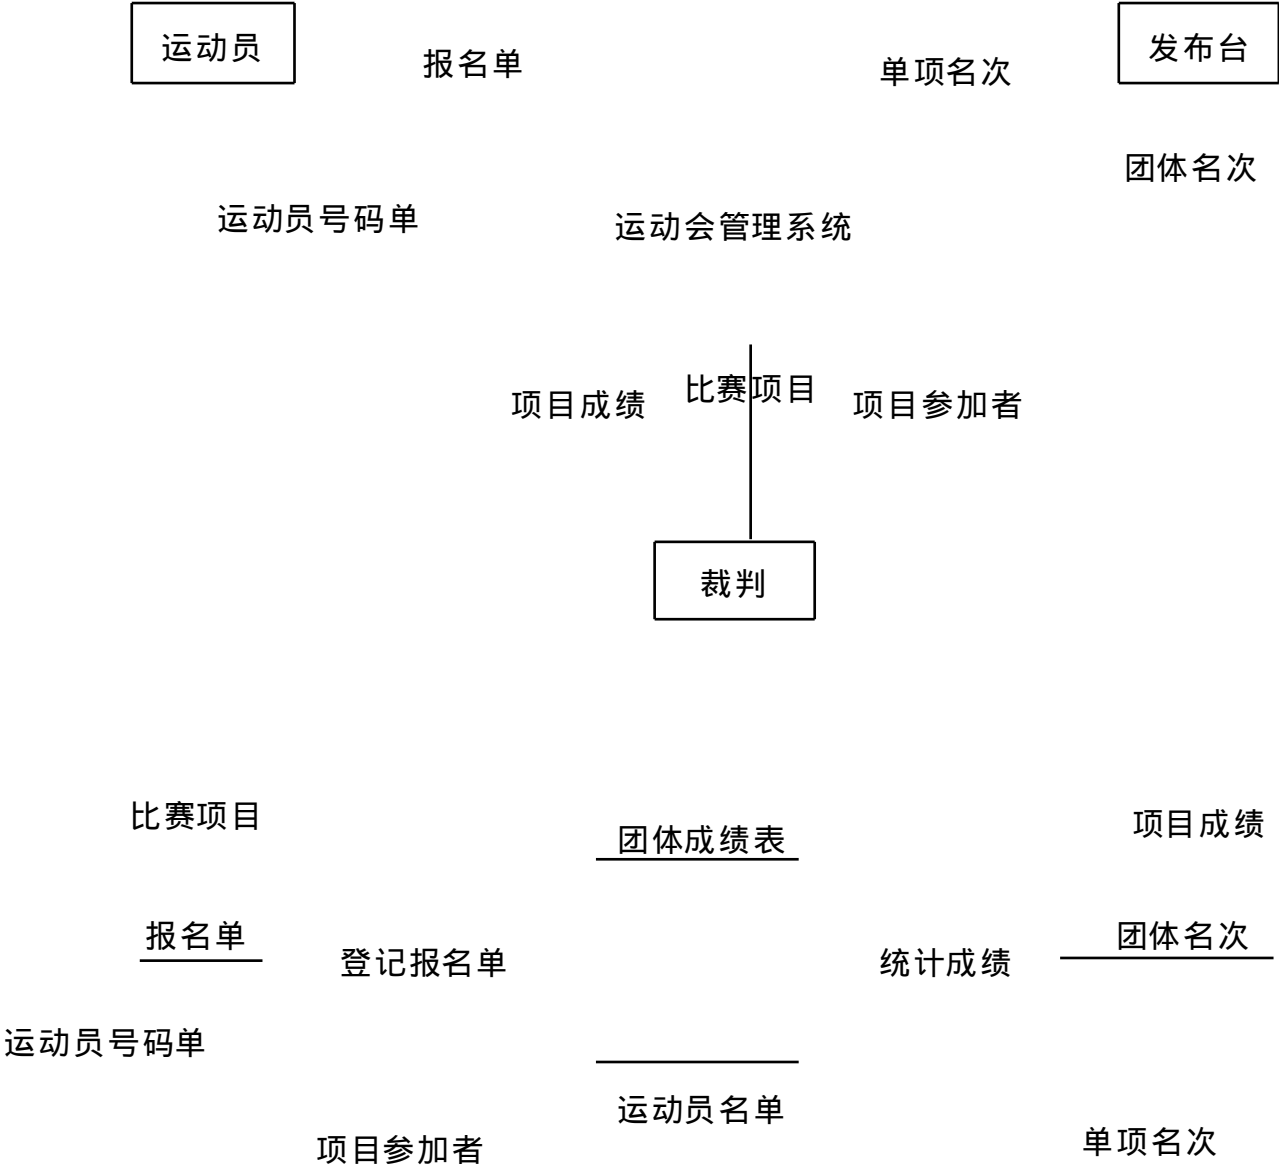 运动员
报名单
单项名次
发布台
团体名次
运动员号码单
运动会管理系统
项目成绩
比赛项目
项目参加者
裁判
比赛项目
团体成绩表
项目成绩
报名单
登记报名单
统计成绩
团体名次
运动员号码单
运动员名单
项目参加者
单项名次